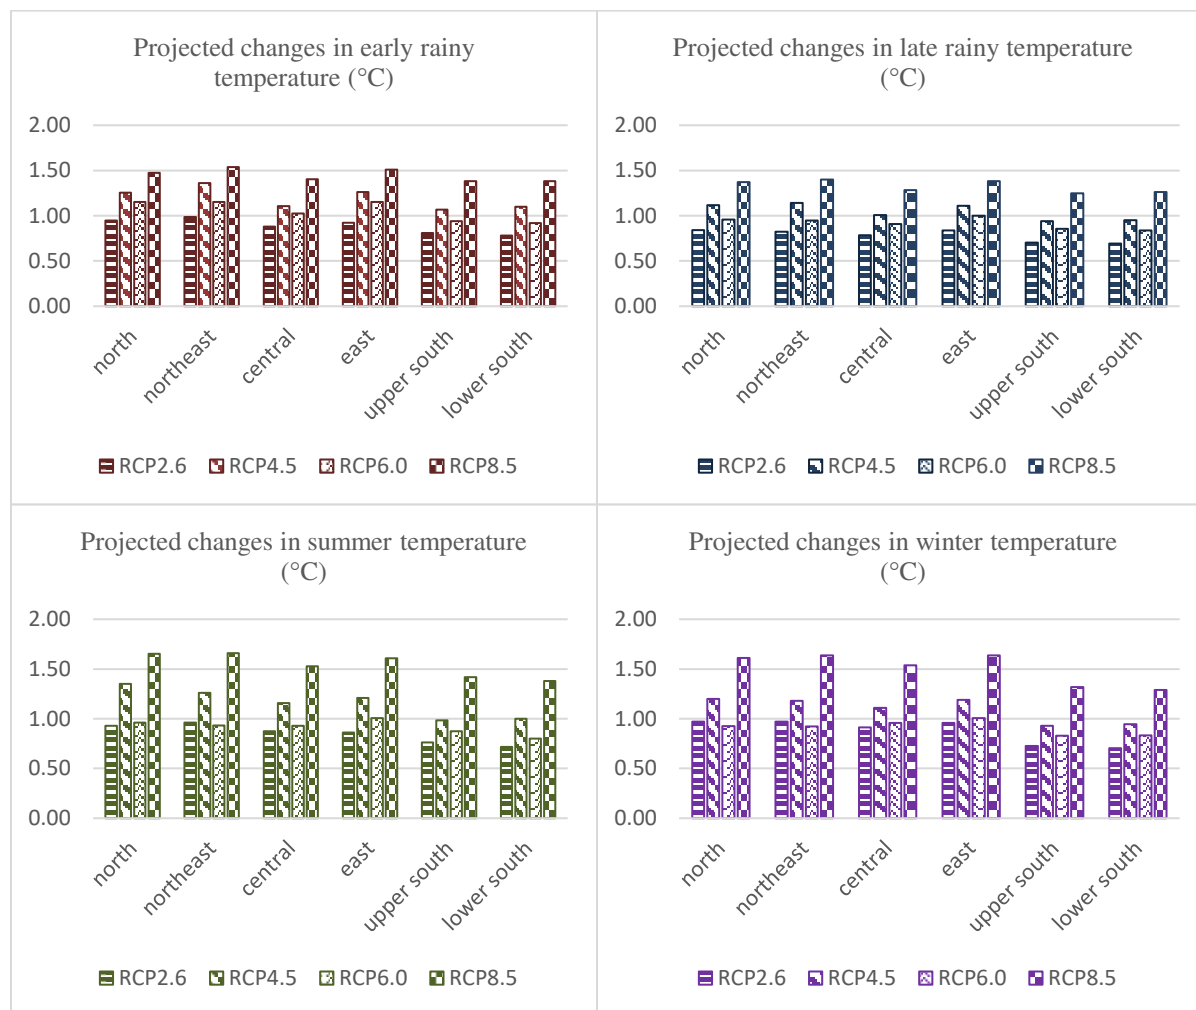 Projected changes in early rainy
temperature (°C)
2.00
1.50
1.00
0.50
0.00
north
northeast
central
east
upper south
lower south
RCP2.6 RCP4.5 RCP6.0 RCP8.5
Projected changes in late rainy temperature
(°C)
2.00
1.50
1.00
0.50
0.00
north
northeast
central
east
upper south
lower south
RCP2.6 RCP4.5 RCP6.0 RCP8.5
Projected changes in summer temperature
(°C)
2.00
1.50
1.00
0.50
0.00
north
northeast
central
east
upper south
lower south
RCP2.6 RCP4.5 RCP6.0 RCP8.5
Projected changes in winter temperature
(°C)
2.00
1.50
1.00
0.50
0.00
north
northeast
central
east
upper south
lower south
RCP2.6 RCP4.5 RCP6.0 RCP8.5